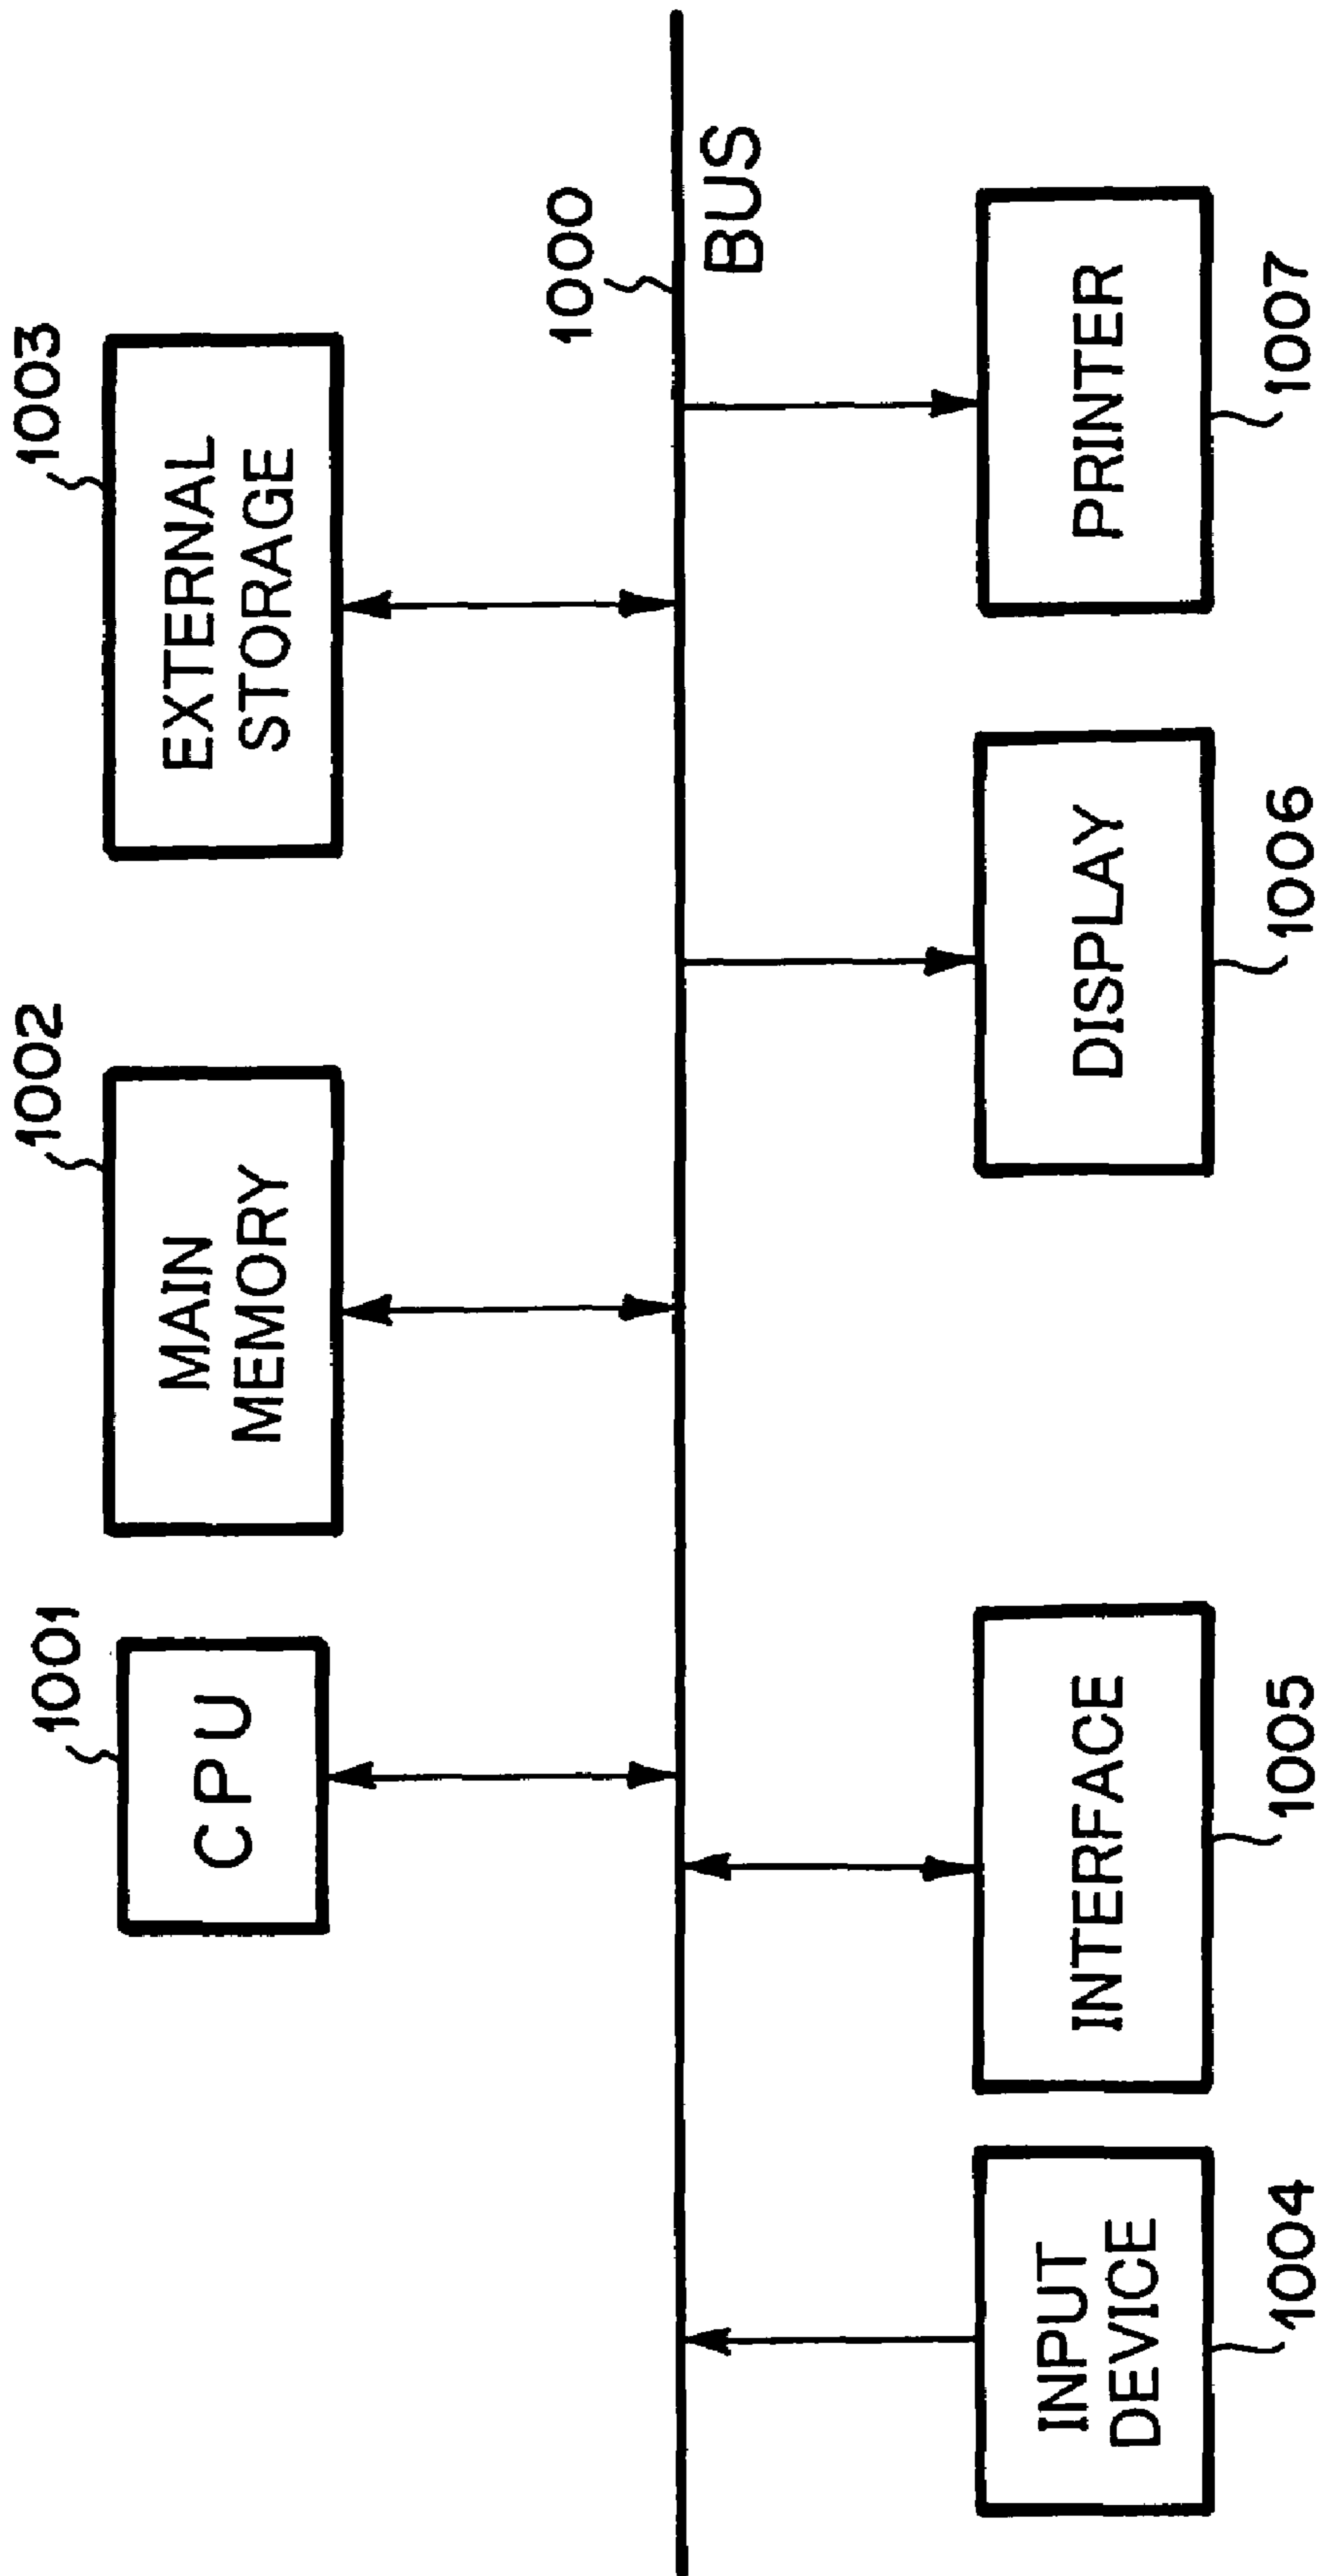 1001
CPU
1002
MAIN
MEMORY
1003
EXTERNAL
STORAGE
1000
BUS
INPUT
DEVICE
1004
INTERFACE
1005
DISPLAY
1006
PRINTER
1007